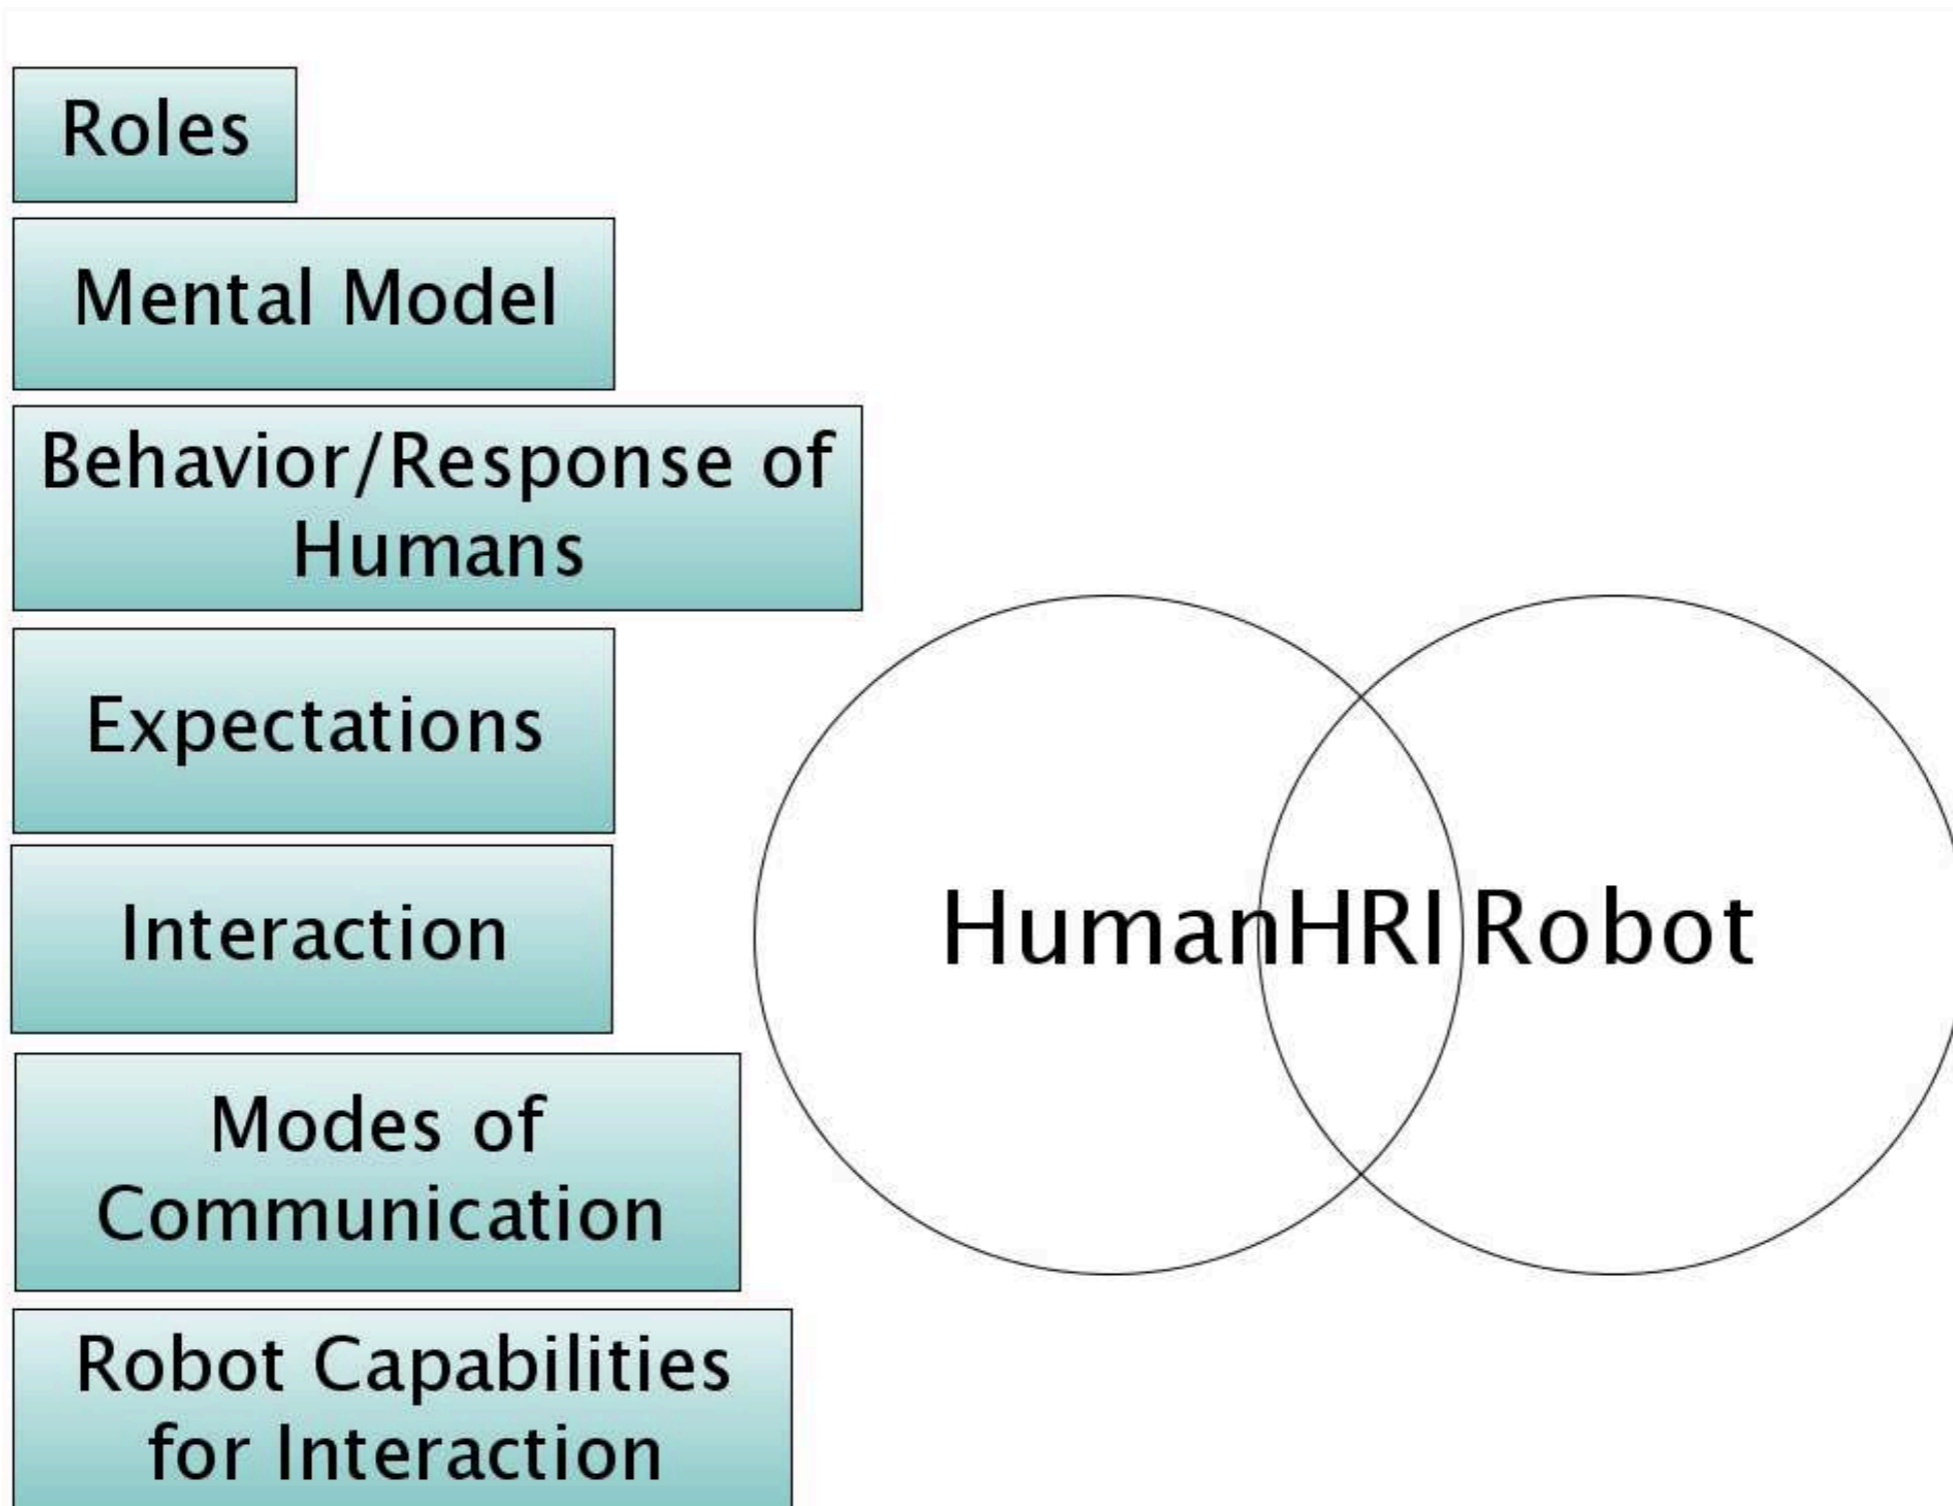 Roles
Mental Model
Behavior/Response of
Humans
Expectations
Interaction
Modes of
Communication
Robot Capabilities
for Interaction
Human
HRI
Robot